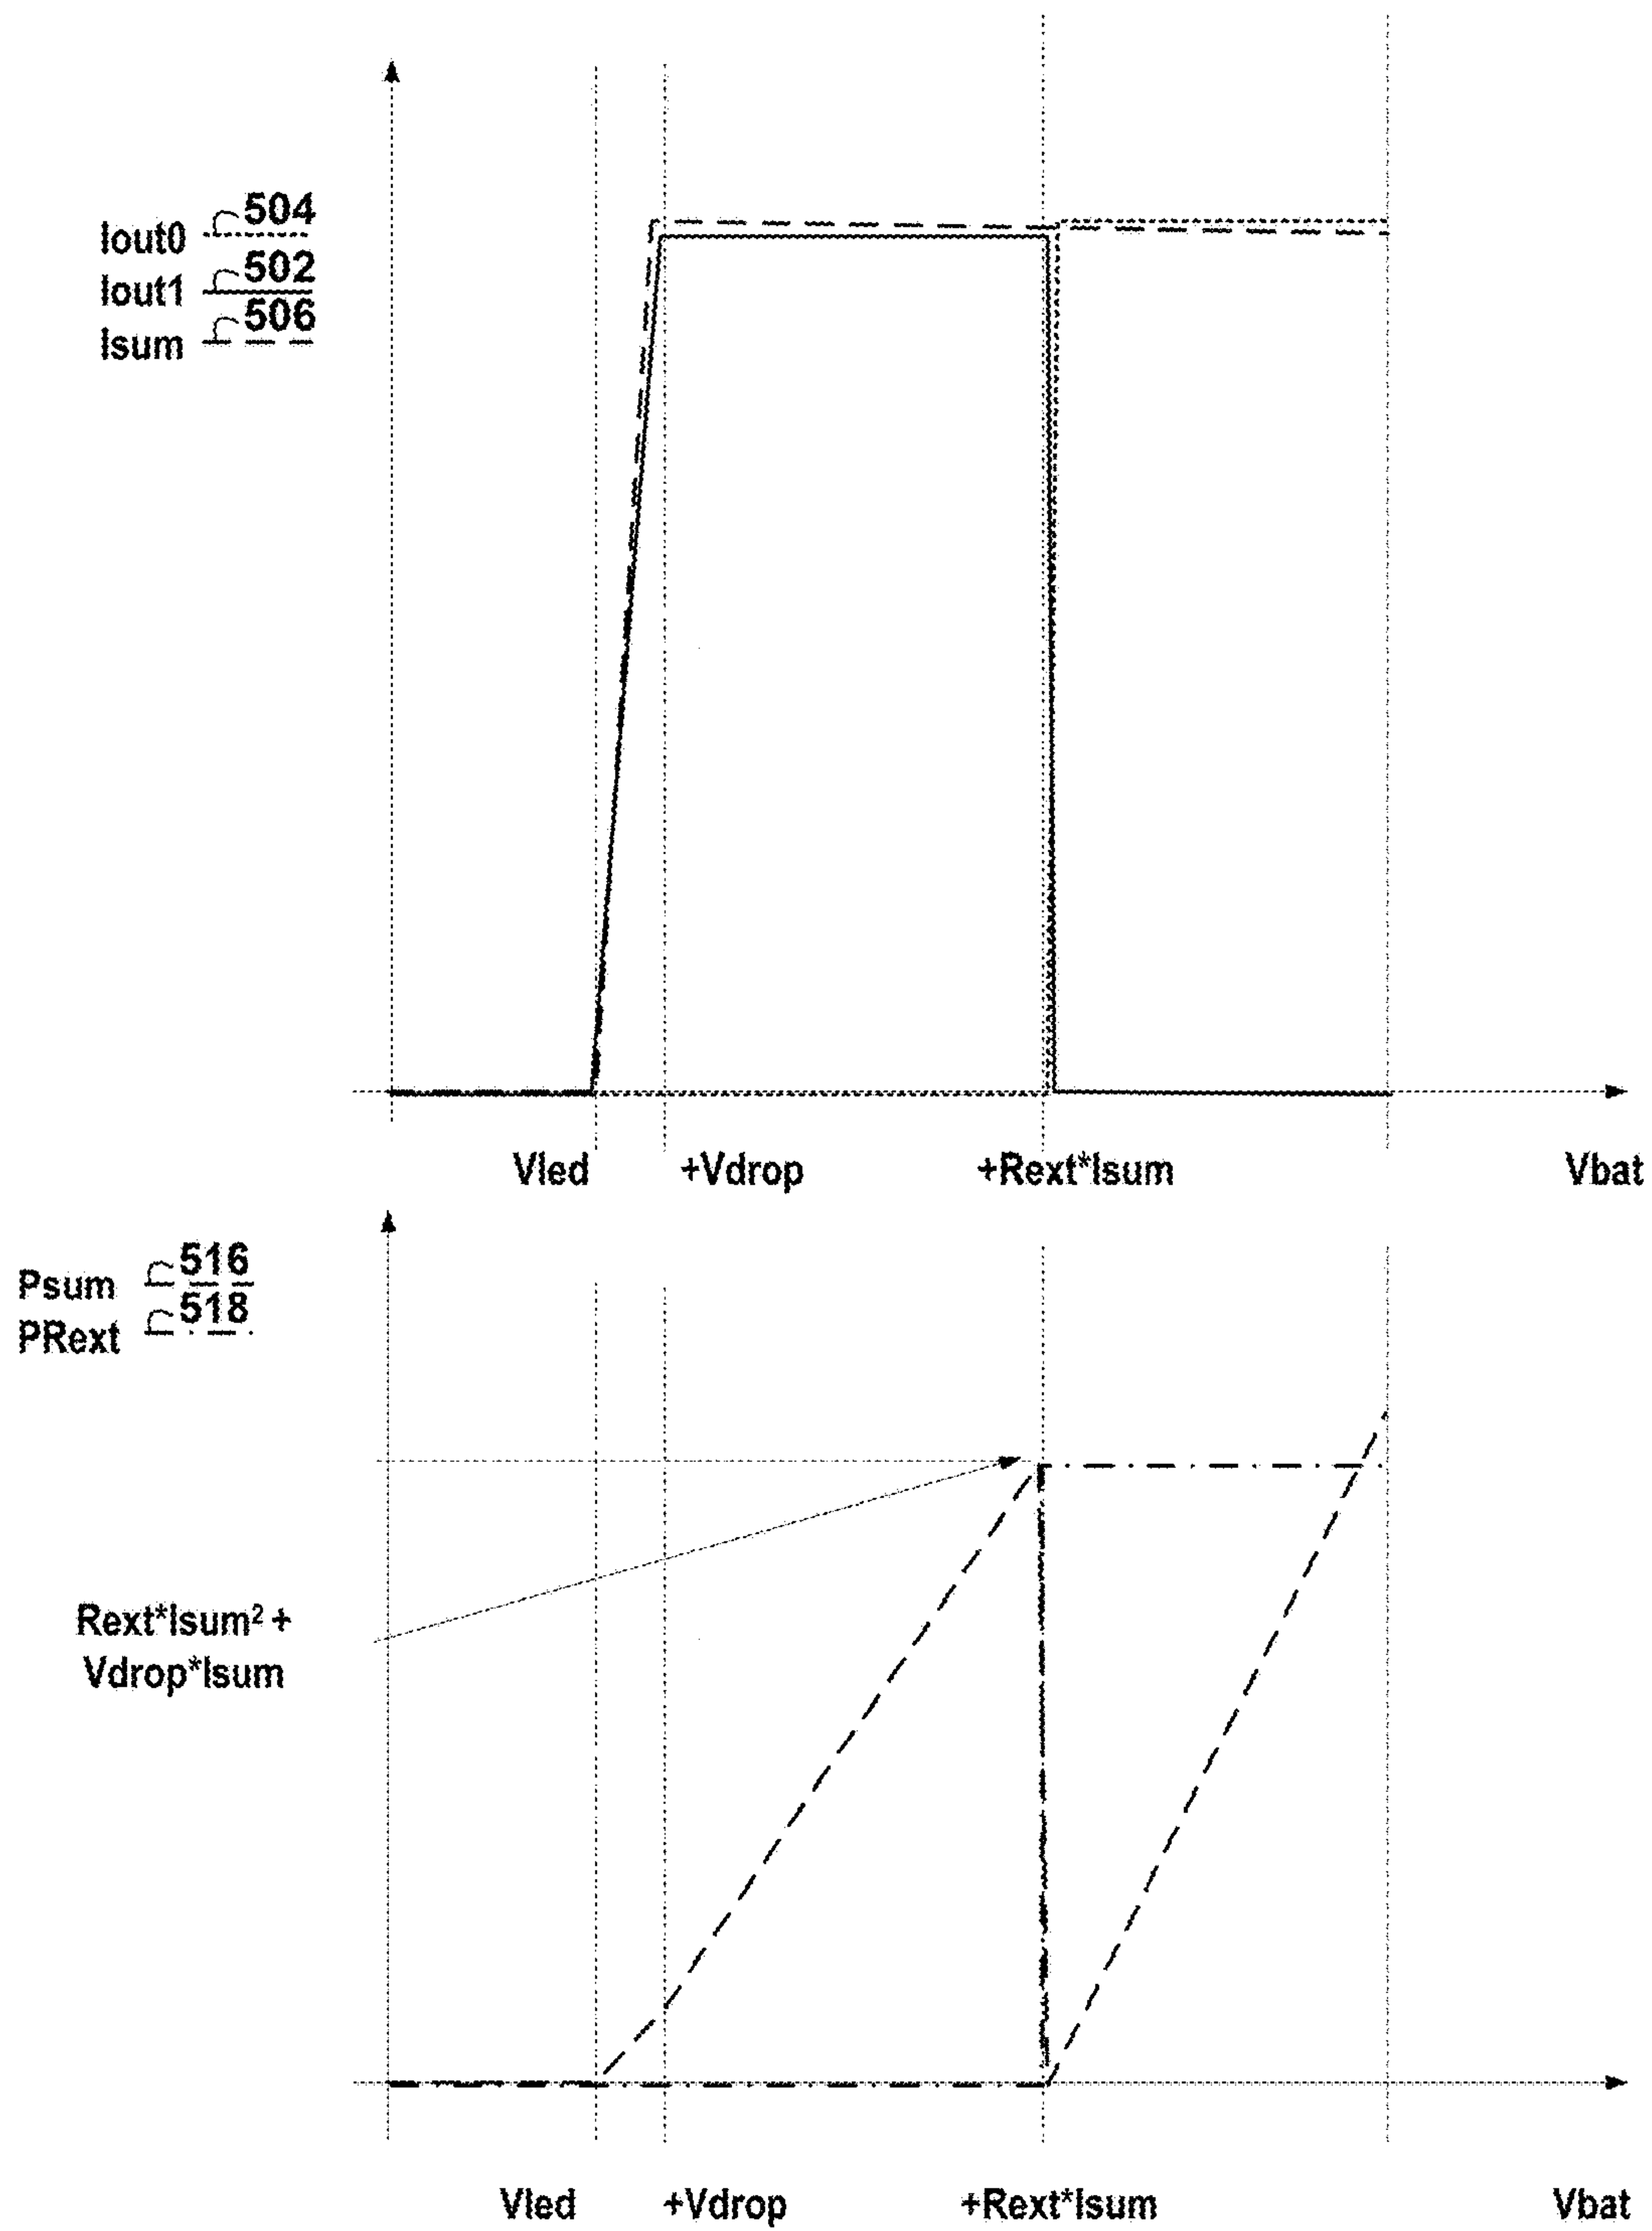 504
Iout0
502
Iout1
506
Isum
Vled +Vdrop +Rext*Isum Vbat
516
Psum
518
PRext
Rext*Isum² +
Vdrop*Isum
Vled +Vdrop +Rext*Isum Vbat